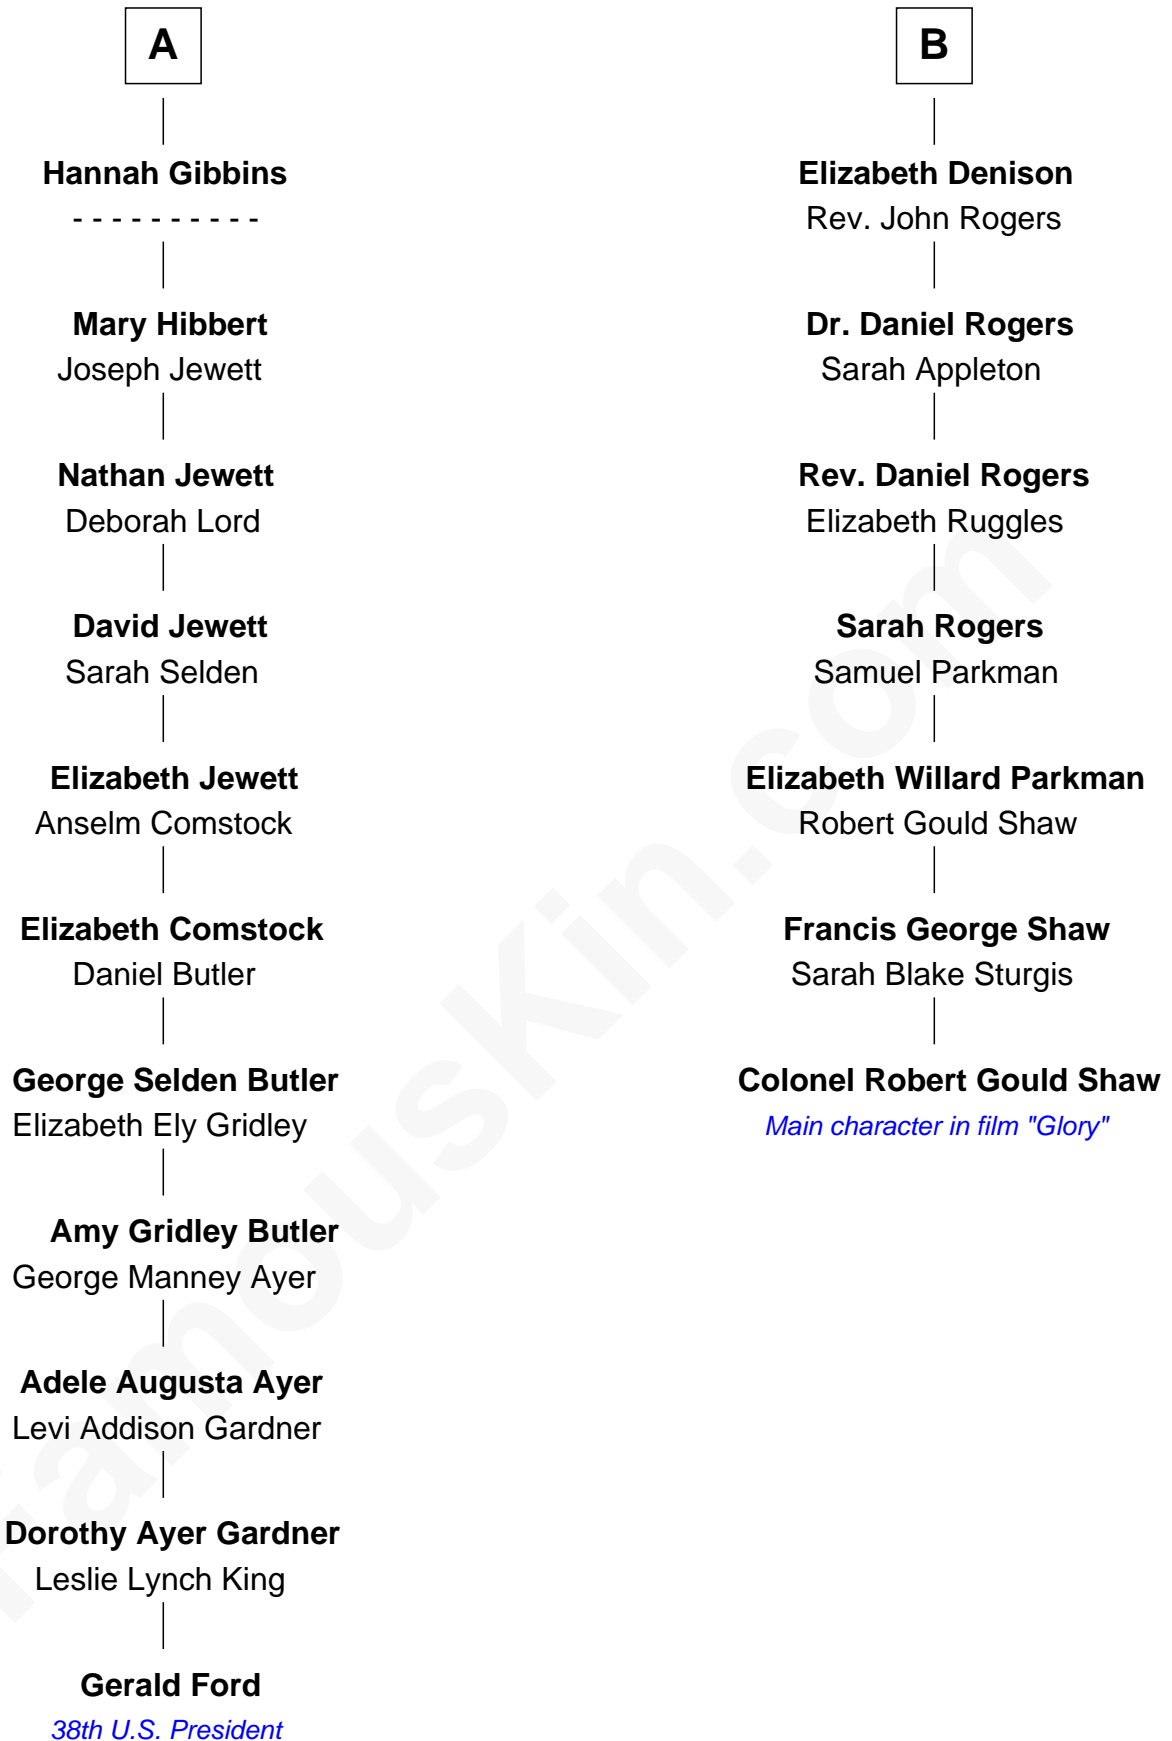 A
Hannah Gibbins
- - - - - - - - - -
Mary Hibbert
Joseph Jewett
Nathan Jewett
Deborah Lord
David Jewett
Sarah Selden
Elizabeth Jewett
Anselm Comstock
Elizabeth Comstock
Daniel Butler
George Selden Butler
Elizabeth Ely Gridley
Amy Gridley Butler
George Manney Ayer
Adele Augusta Ayer
Levi Addison Gardner
Dorothy Ayer Gardner
Leslie Lynch King
Gerald Ford
38th U.S. President
B
Elizabeth Denison
Rev. John Rogers
Dr. Daniel Rogers
Sarah Appleton
Rev. Daniel Rogers
Elizabeth Ruggles
Sarah Rogers
Samuel Parkman
Elizabeth Willard Parkman
Robert Gould Shaw
Francis George Shaw
Sarah Blake Sturgis
Colonel Robert Gould Shaw
Main character in film "Glory"
FamousKin.com